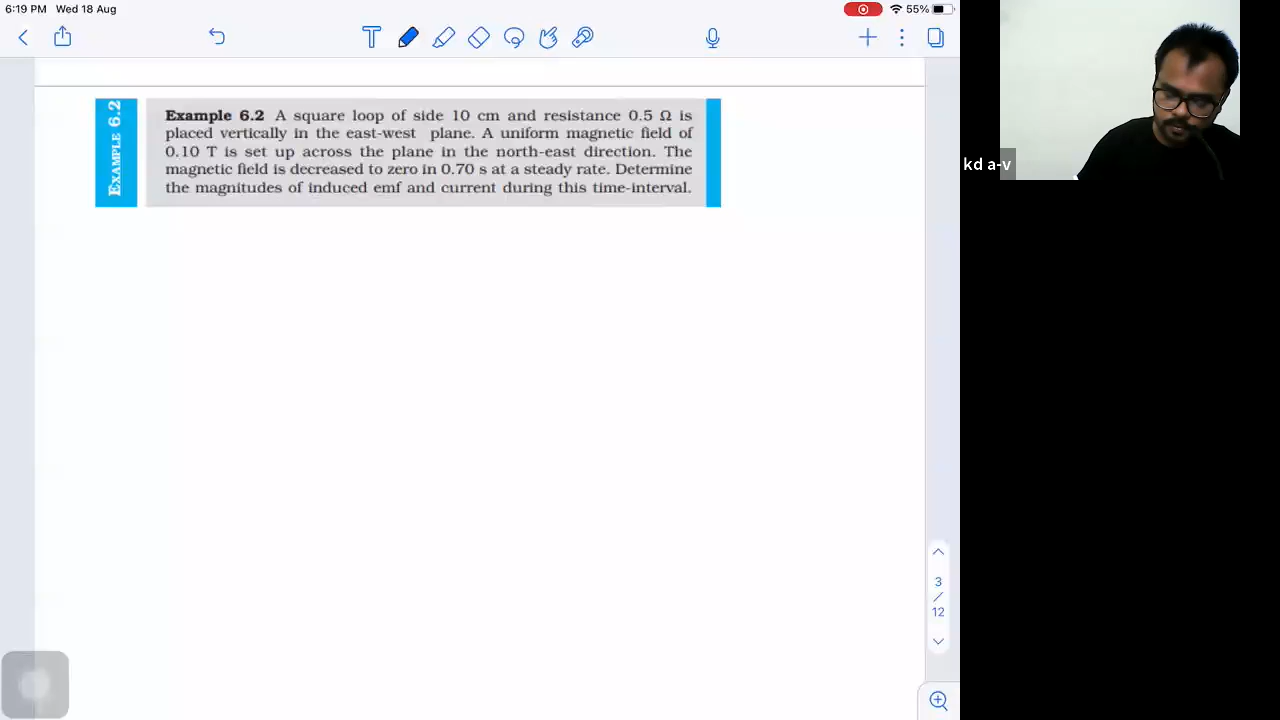 6:19 PM Wed 18 Aug
55%
T
EXAMPLE 6.2
Example 6.2 A square loop of side 10 cm and resistance 0.5 Ω is
placed vertically in the east-west plane. A uniform magnetic field of
0.10 T is set up across the plane in the north-east direction. The
magnetic field is decreased to zero in 0.70 s at a steady rate. Determine
the magnitudes of induced emf and current during this time-interval.
kd a-v
3
/
12